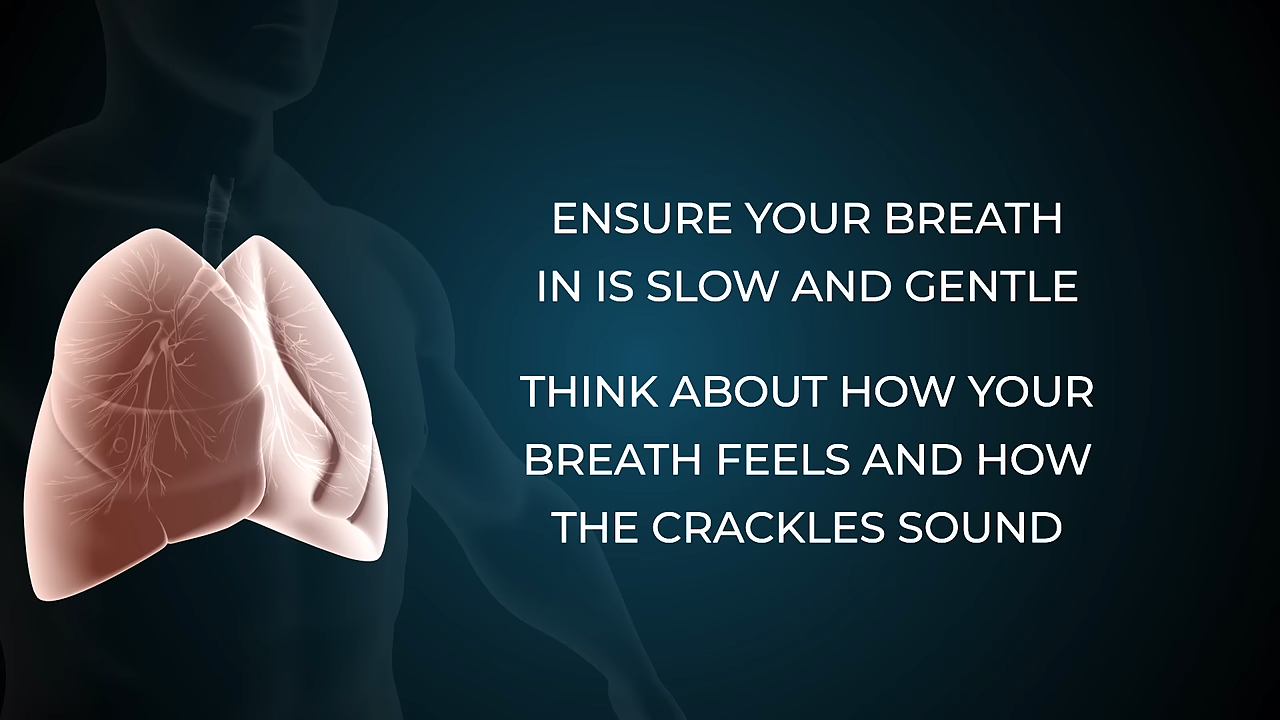 ENSURE YOUR BREATH
IN IS SLOW AND GENTLE
THINK ABOUT HOW YOUR
BREATH FEELS AND HOW
THE CRACKLES SOUND